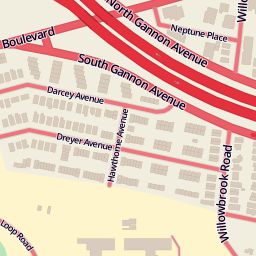 North Gannon Avenue
Neptune Place
Boulevard
South Gannon Avenue
Darcey Avenue
Hawthorne Avenue
Dreyer Avenue
Willowbrook Road
Loop Road